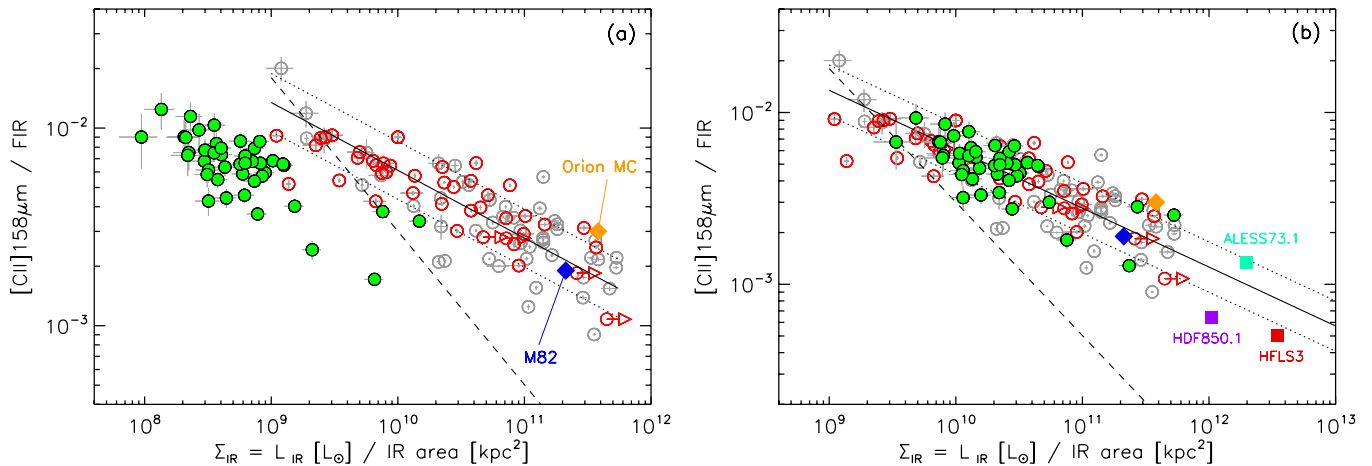 (a)
[CII]158μm / FIR
10⁻²
10⁻³
Orion MC
M82
10⁸ 10⁹ 10¹⁰ 10¹¹ 10¹²
Σ_IR = L_IR [L_⊙] / IR area [kpc²]
(b)
[CII]158μm / FIR
10⁻²
10⁻³
ALESS73.1
HDF850.1
HFLS3
10⁹ 10¹⁰ 10¹¹ 10¹² 10¹³
Σ_IR = L_IR [L_⊙] / IR area [kpc²]